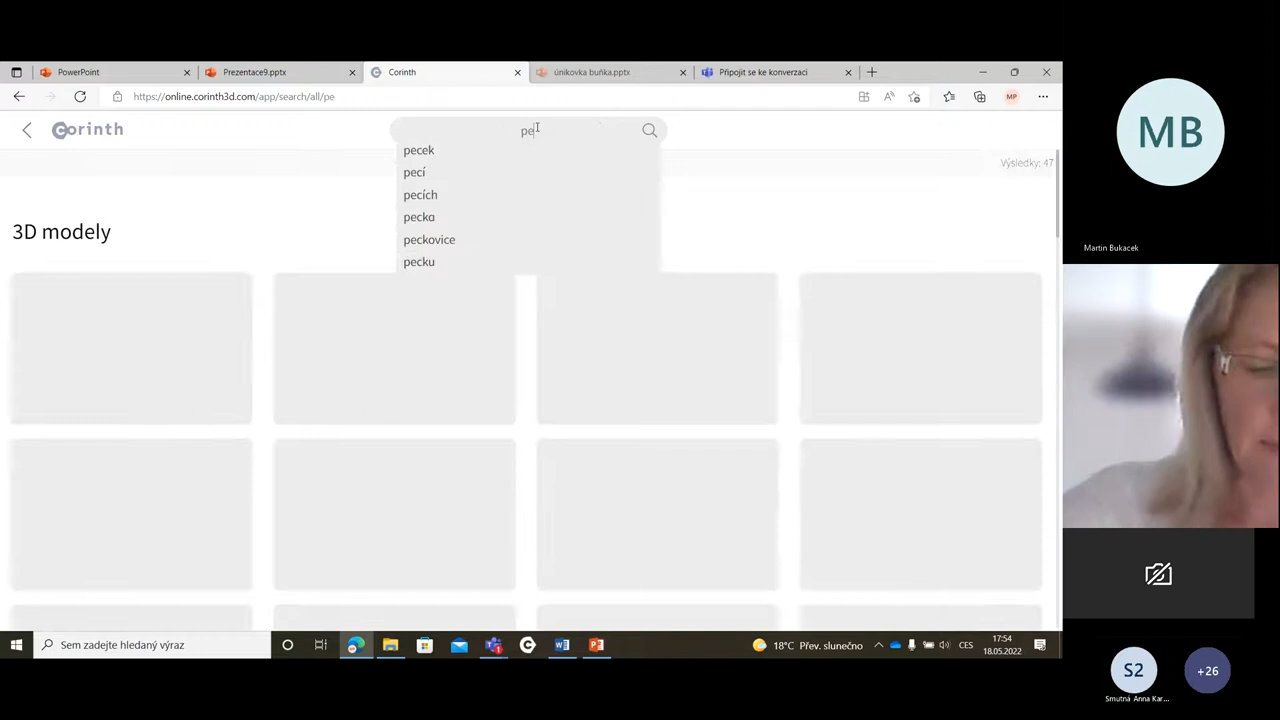 PowerPoint
Prezentace9.pptx
Corinth
únikovka buňka.pptx
Připojit se ke konverzaci
https://online.corinth3d.com/app/search/all/pe
MP
corinth
pe
Výsledky: 47
pecek
pecí
pecích
pecka
peckovice
pecku
3D modely
Sem zadejte hledaný výraz
18°C Přev. slunečno
CES
17:54
18.05.2022
MB
Martin Bukacek
S2
+26
Smutná Anna Kar...